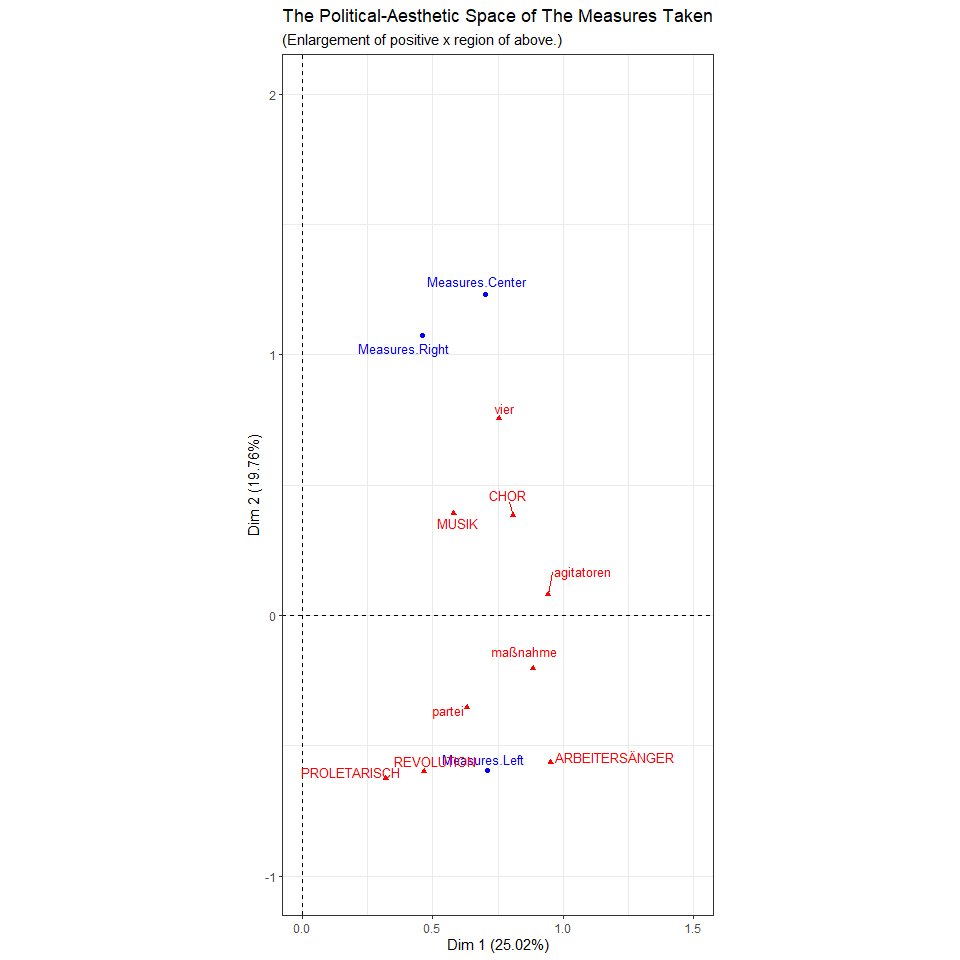 The Political-Aesthetic Space of The Measures Taken
(Enlargement of positive x region of above.)
2
Measures.Center
1
Measures.Right
vier
CHOR
MUSIK
agitatoren
Dim 2 (19.76%)
0
maßnahme
partei
REVOLUTION
Measures.Left
ARBEITERSÄNGER
PROLETARISCH
-1
0.0
0.5
1.0
1.5
Dim 1 (25.02%)